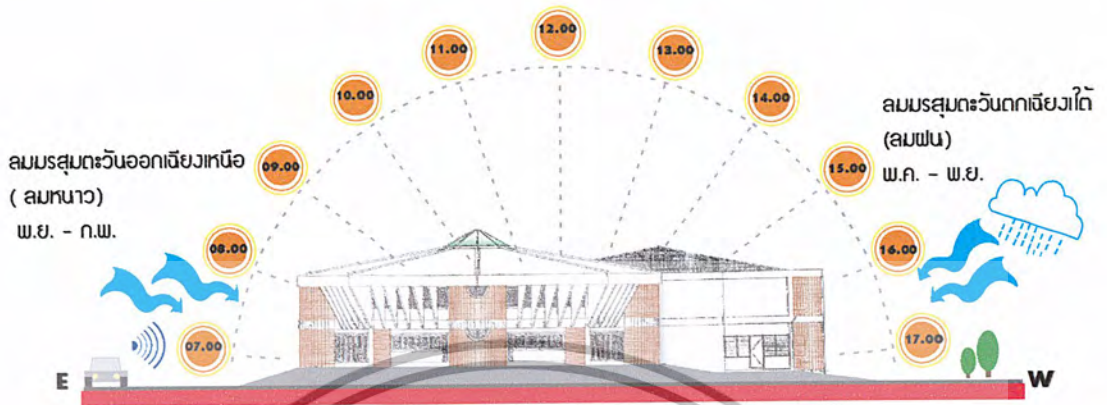 12.00
11.00
13.00
10.00
14.00
ลมมรสุมตะวันตกเฉียงใต้
(ลมฝน)
พ.ค. - พ.ย.
ลมมรสุมตะวันออกเฉียงเหนือ
( ลมหนาว)
พ.ย. - ก.พ.
09.00
15.00
08.00
16.00
07.00
17.00
E
W